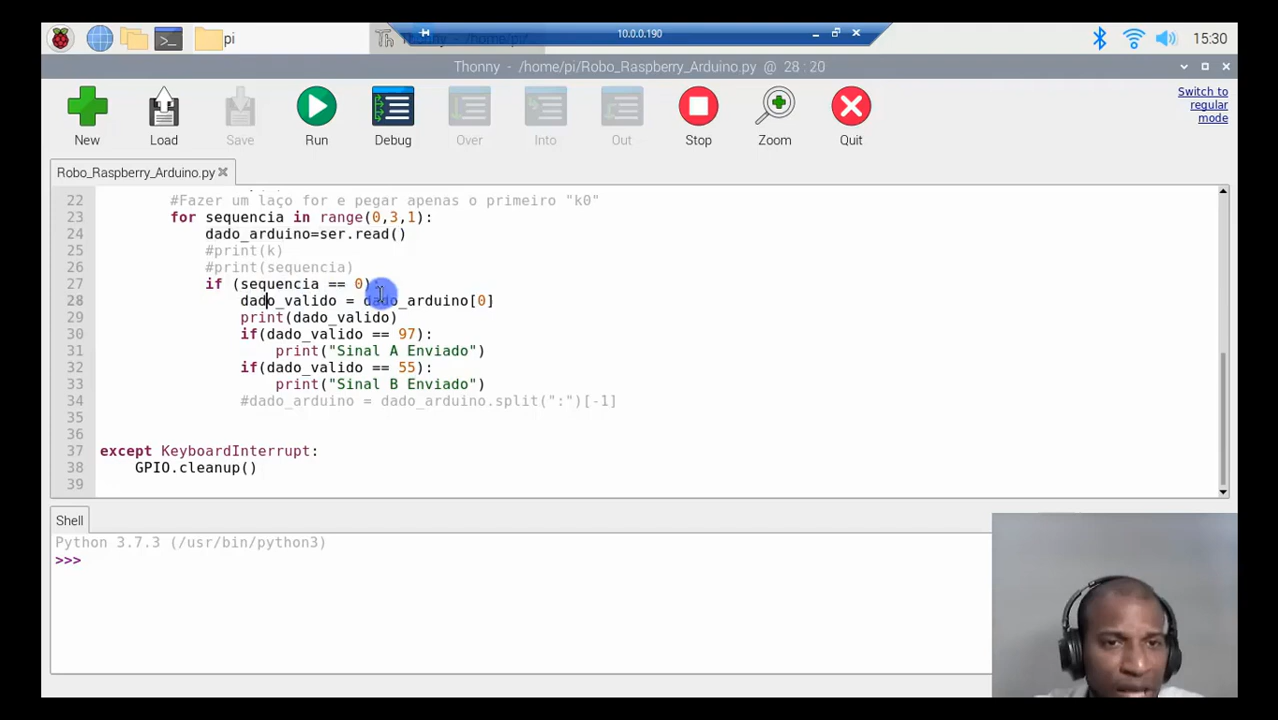 pi
10.0.0.190
15:30
Thonny - /home/pi/Robo_Raspberry_Arduino.py @ 28 : 20
New
Load
Save
Run
Debug
Over
Into
Out
Stop
Zoom
Quit
Switch to
regular
mode
Robo_Raspberry_Arduino.py
22 #Fazer um laço for e pegar apenas o primeiro "k0"
23 for sequencia in range(0,3,1):
24 dado_arduino=ser.read()
25 #print(k)
26 #print(sequencia)
27 if (sequencia == 0):
28 dado_valido = dado_arduino[0]
29 print(dado_valido)
30 if(dado_valido == 97):
31 print("Sinal A Enviado")
32 if(dado_valido == 55):
33 print("Sinal B Enviado")
34 #dado_arduino = dado_arduino.split(":")[-1]
35
36
37 except KeyboardInterrupt:
38 GPIO.cleanup()
39
Shell
Python 3.7.3 (/usr/bin/python3)
>>>